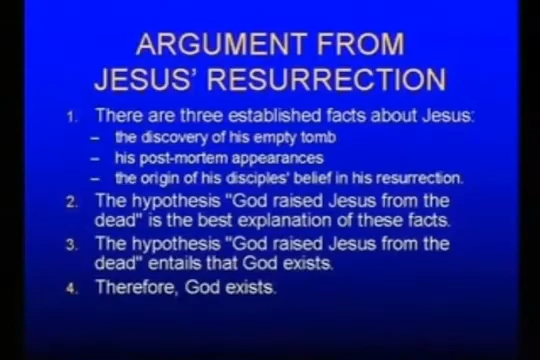 ARGUMENT FROM
JESUS' RESURRECTION
1. There are three established facts about Jesus:
– the discovery of his empty tomb
– his post-mortem appearances
– the origin of his disciples' belief in his resurrection.
2. The hypothesis "God raised Jesus from the
dead" is the best explanation of these facts.
3. The hypothesis "God raised Jesus from the
dead" entails that God exists.
4. Therefore, God exists.